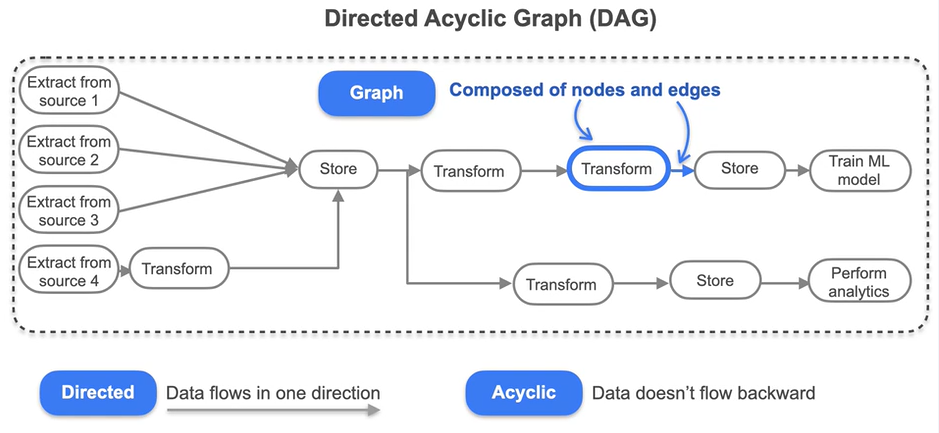 Directed Acyclic Graph (DAG)
Extract from
source 1
Graph
Composed of nodes and edges
Extract from
source 2
Store
Transform
Transform
Store
Train ML
model
Extract from
source 3
Extract from
source 4
Transform
Transform
Store
Perform
analytics
Directed
Data flows in one direction
Acyclic
Data doesn’t flow backward